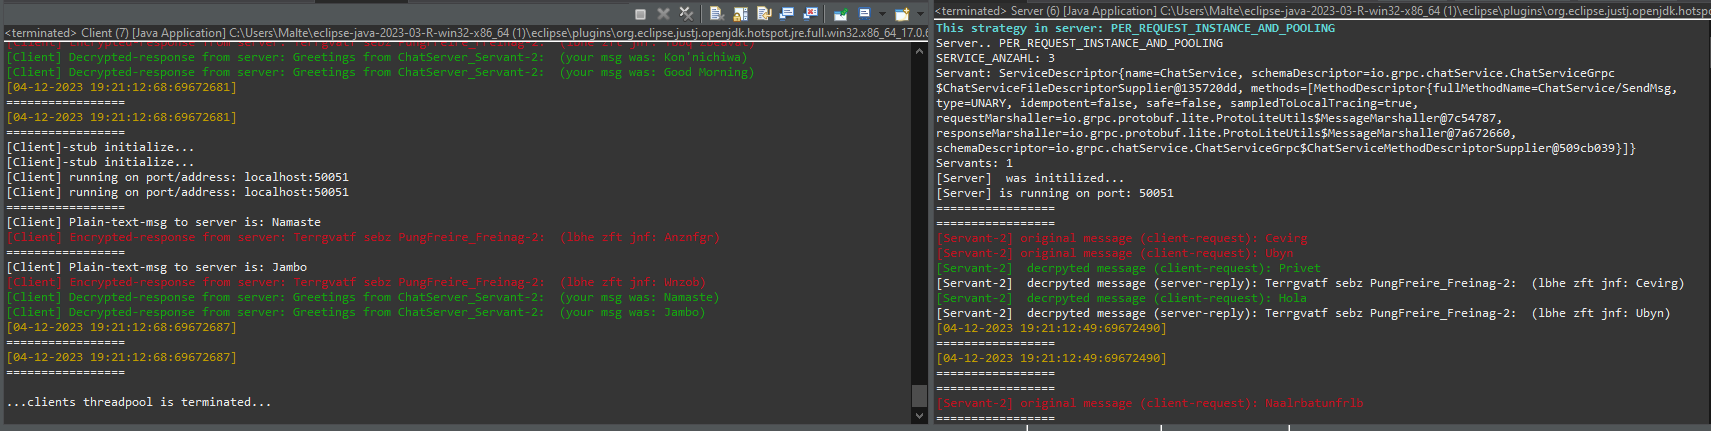 <terminated> Client (7) [Java Application] C:\Users\Malte\eclipse-java-2023-03-R-win32-x86_64 (1)\eclipse\plugins\org.eclipse.justj.openjdk.hotspot.jre.full.win32.x86_64_17.0.6
[Client] Decrypted-response from server: Greetings from ChatServer_Servant-2:  (your msg was: Kon'nichiwa)
[Client] Decrypted-response from server: Greetings from ChatServer_Servant-2:  (your msg was: Good Morning)
[04-12-2023 19:21:12:68:69672681]
=================
[04-12-2023 19:21:12:68:69672681]
=================
[Client]-stub initialize...
[Client]-stub initialize...
[Client] running on port/address: localhost:50051
[Client] running on port/address: localhost:50051
=================
[Client] Plain-text-msg to server is: Namaste
[Client] Encrypted-response from server: Terrgvatf sebz PungFreire_Freinag-2:  (lbhe zft jnf: Anznfgr)
=================
[Client] Plain-text-msg to server is: Jambo
[Client] Encrypted-response from server: Terrgvatf sebz PungFreire_Freinag-2:  (lbhe zft jnf: Wnzob)
[Client] Decrypted-response from server: Greetings from ChatServer_Servant-2:  (your msg was: Namaste)
[Client] Decrypted-response from server: Greetings from ChatServer_Servant-2:  (your msg was: Jambo)
[04-12-2023 19:21:12:68:69672687]
=================
[04-12-2023 19:21:12:68:69672687]
=================
...clients threadpool is terminated...
<terminated> Server (6) [Java Application] C:\Users\Malte\eclipse-java-2023-03-R-win32-x86_64 (1)\eclipse\plugins\org.eclipse.justj.openjdk.hotspo
This strategy in server: PER_REQUEST_INSTANCE_AND_POOLING
Server.. PER_REQUEST_INSTANCE_AND_POOLING
SERVICE_ANZAHL: 3
Servant: ServiceDescriptor{name=ChatService, schemaDescriptor=io.grpc.chatService.ChatServiceGrpc
$ChatServiceFileDescriptorSupplier@135720dd, methods=[MethodDescriptor{fullMethodName=ChatService/SendMsg,
type=UNARY, idempotent=false, safe=false, sampledToLocalTracing=true,
requestMarshaller=io.grpc.protobuf.lite.ProtoLiteUtils$MessageMarshaller@7c54787,
responseMarshaller=io.grpc.protobuf.lite.ProtoLiteUtils$MessageMarshaller@7a672660,
schemaDescriptor=io.grpc.chatService.ChatServiceGrpc$ChatServiceMethodDescriptorSupplier@509cb039}]}
Servants: 1
[Server]  was initilized...
[Server] is running on port: 50051
=================
=================
[Servant-2] original message (client-request): Cevirg
[Servant-2] original message (client-request): Ubyn
[Servant-2]  decrpyted message (client-request): Privet
[Servant-2]  decrpyted message (server-reply): Terrgvatf sebz PungFreire_Freinag-2:  (lbhe zft jnf: Cevirg)
[Servant-2]  decrpyted message (client-request): Hola
[Servant-2]  decrpyted message (server-reply): Terrgvatf sebz PungFreire_Freinag-2:  (lbhe zft jnf: Ubyn)
[04-12-2023 19:21:12:49:69672490]
=================
[04-12-2023 19:21:12:49:69672490]
=================
=================
[Servant-2] original message (client-request): Naalrbatunfrlb
=================